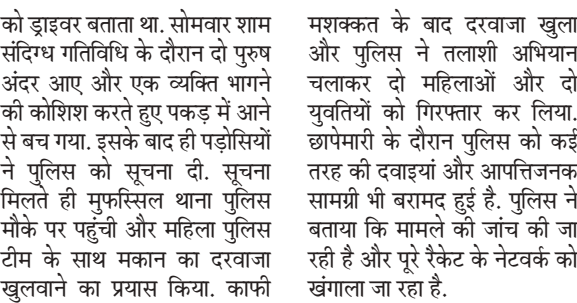 को ड्राइवर बताता था. सोमवार शाम
संदिग्ध गतिविधि के दौरान दो पुरुष
अंदर आए और एक व्यक्ति भागने
की कोशिश करते हुए पकड़ में आने
से बच गया. इसके बाद ही पड़ोसियों
ने पुलिस को सूचना दी. सूचना
मिलते ही मुफस्सिल थाना पुलिस
मौके पर पहुंची और महिला पुलिस
टीम के साथ मकान का दरवाजा
खुलवाने का प्रयास किया. काफी
मशक्कत के बाद दरवाजा खुला
और पुलिस ने तलाशी अभियान
चलाकर दो महिलाओं और दो
युवतियों को गिरफ्तार कर लिया.
छापेमारी के दौरान पुलिस को कई
तरह की दवाइयां और आपत्तिजनक
सामग्री भी बरामद हुई है. पुलिस ने
बताया कि मामले की जांच की जा
रही है और पूरे रैकेट के नेटवर्क को
खंगाला जा रहा है.